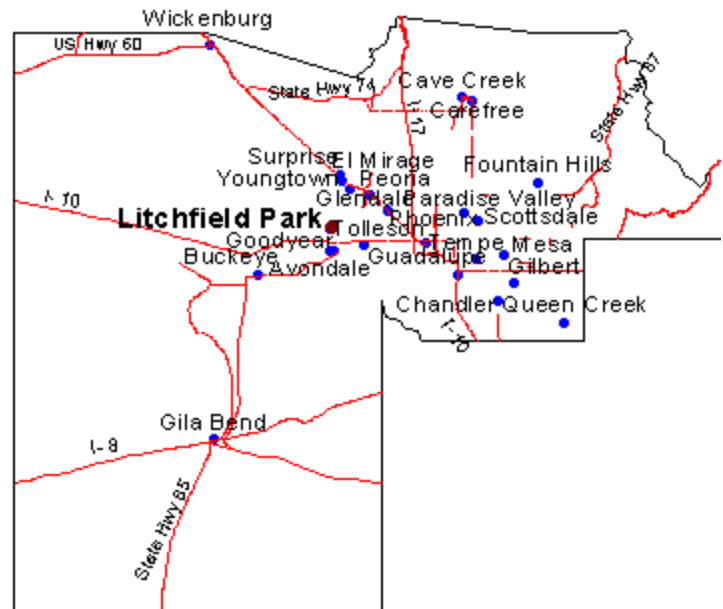 Wickenburg
US Hwy 60
State Hwy 74
I-17
Cave Creek
Carefree
State Hwy 87
Surprise
El Mirage
Fountain Hills
Youngtown
Peoria
I-10
Glendale
Paradise Valley
Litchfield Park
Phoenix
Scottsdale
Tolleson
Goodyear
Tempe
Mesa
Buckeye
Avondale
Guadalupe
Gilbert
Chandler
Queen Creek
I-10
Gila Bend
I-8
State Hwy 85